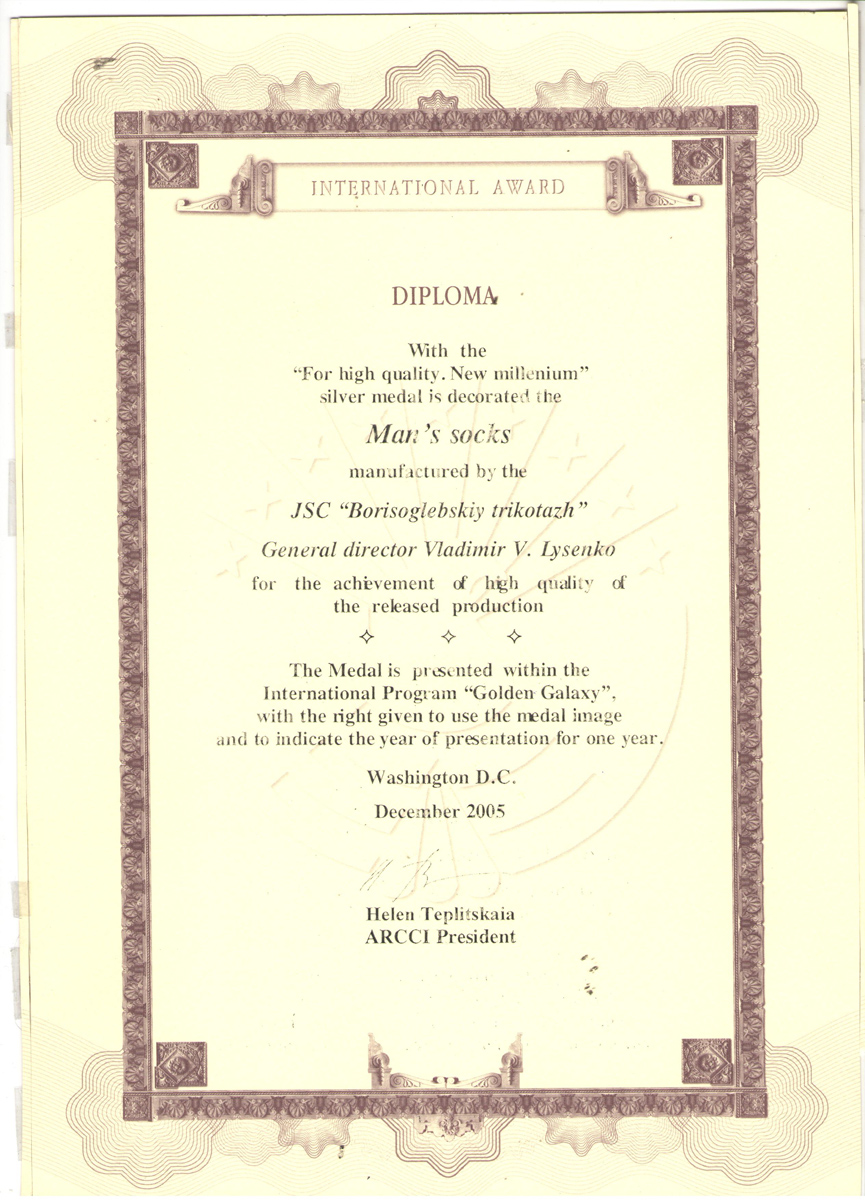 INTERNATIONAL AWARD
DIPLOMA
With the
“For high quality. New millenium”
silver medal is decorated the
Man’s socks
manufactured by the
JSC “Borisoglebskiy trikotazh”
General director Vladimir V. Lysenko
for the achievement of high quality of
the released production
The Medal is presented within the
International Program “Golden Galaxy”,
with the right given to use the medal image
and to indicate the year of presentation for one year.
Washington D.C.
December 2005
Helen Teplitskaia
ARCCI President